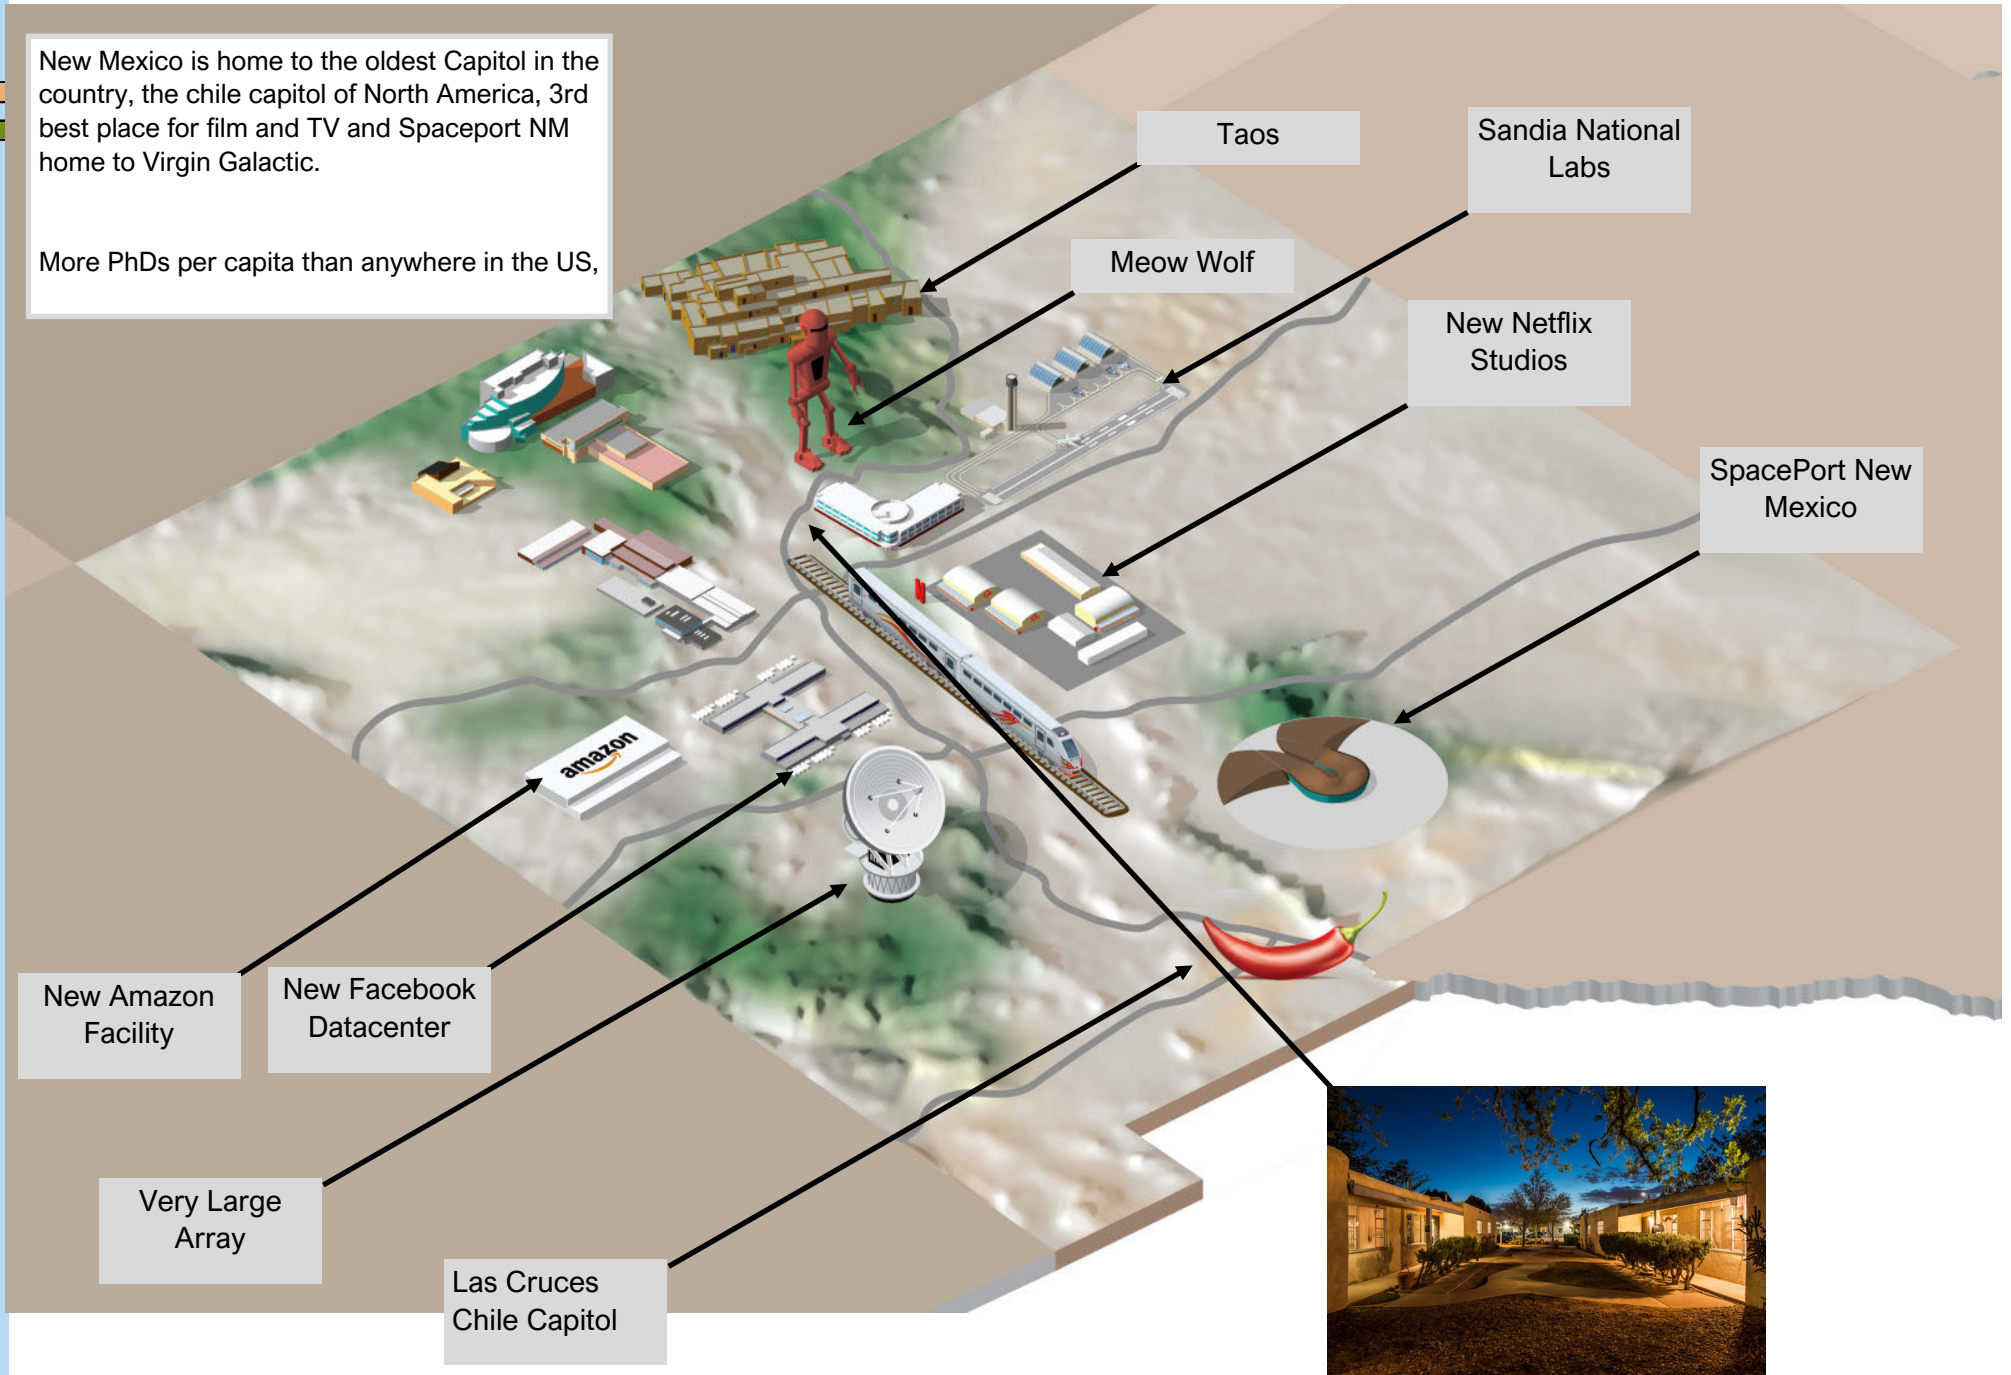 New Mexico is home to the oldest Capitol in the
country, the chile capitol of North America, 3rd
best place for film and TV and Spaceport NM
home to Virgin Galactic.
More PhDs per capita than anywhere in the US,
Taos
Sandia National
Labs
Meow Wolf
New Netflix
Studios
SpacePort New
Mexico
N
amazon
New Amazon
Facility
New Facebook
Datacenter
Very Large
Array
Las Cruces
Chile Capitol